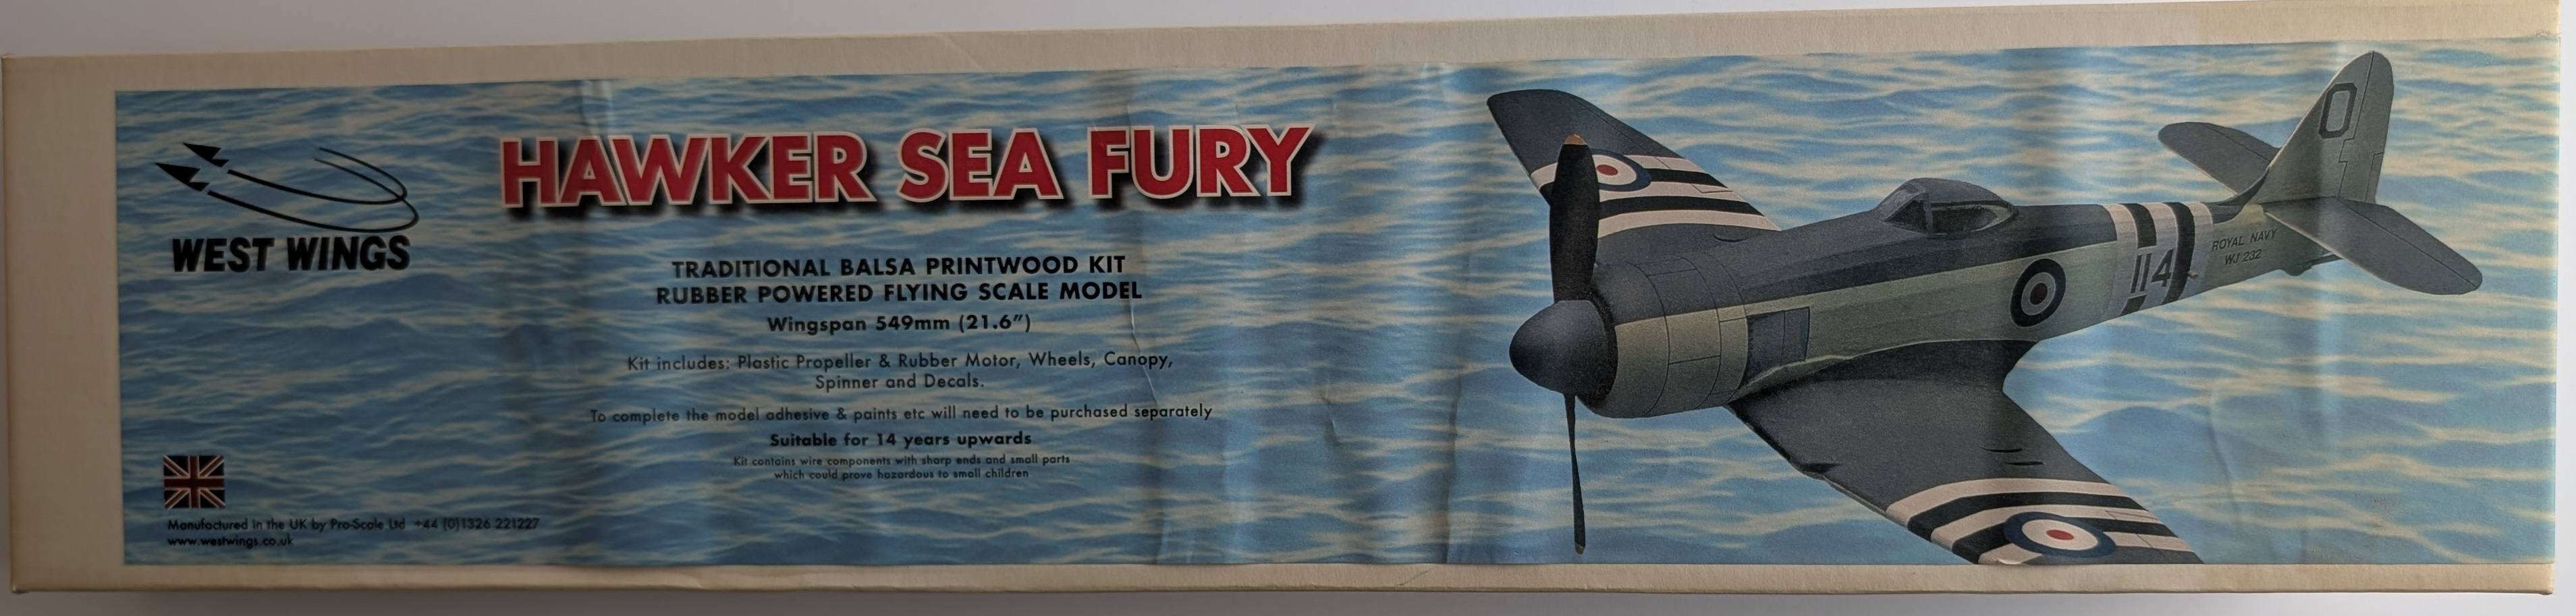 WEST WINGS
HAWKER SEA FURY
TRADITIONAL BALSA PRINTWOOD KIT
RUBBER POWERED FLYING SCALE MODEL
Wingspan 549mm (21.6")
Kit includes: Plastic Propeller & Rubber Motor, Wheels, Canopy,
Spinner and Decals.
To complete the model adhesive & paints etc will need to be purchased separately
Suitable for 14 years upwards
Kit contains wire components with sharp ends and small parts
which could prove hazardous to small children
Manufactured in the UK by Pro-Scale Ltd +44 (0)1326 221227
www.westwings.co.uk
O
114
ROYAL NAVY
WJ 232